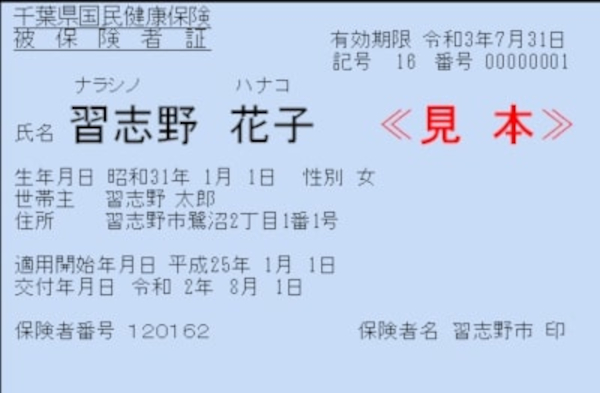 千葉県国民健康保険
被保険者証
有効期限 令和3年7月31日
記号 16 番号 00000001
ナラシノ ハナコ
氏名 習志野 花子 ≪見 本≫
生年月日 昭和31年 1月 1日 性別 女
世帯主 習志野 太郎
住所 習志野市鷺沼2丁目1番1号
適用開始年月日 平成25年 1月 1日
交付年月日 令和 2年 8月 1日
保険者番号 120162 保険者名 習志野市 印